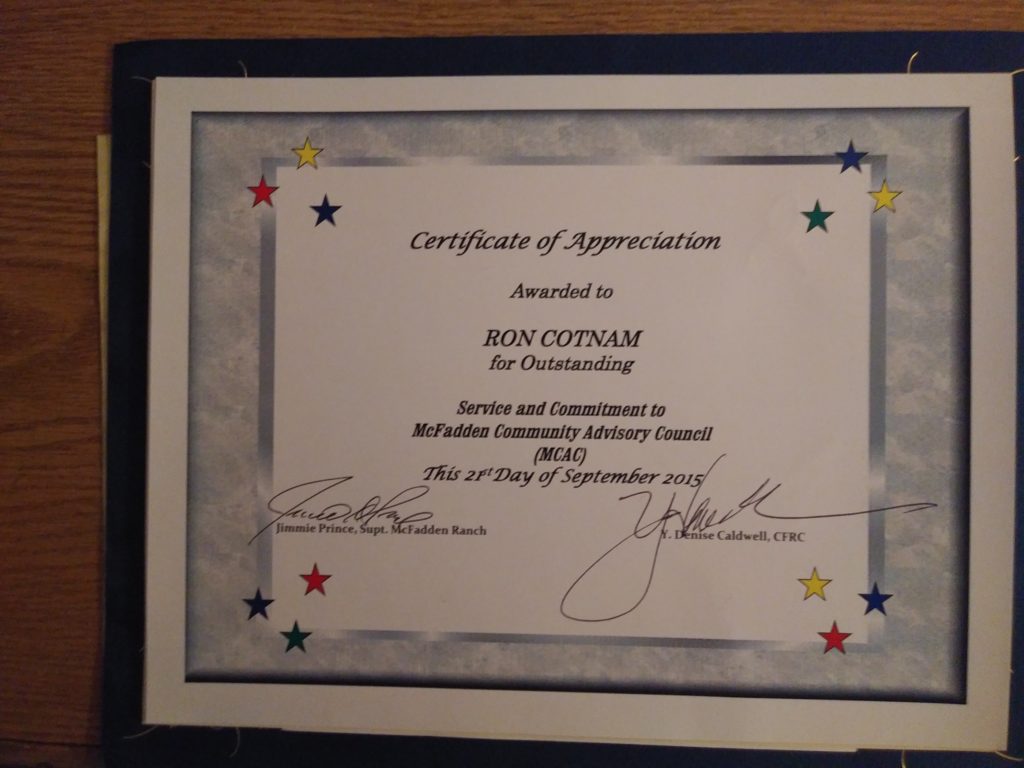 Certificate of Appreciation
Awarded to
RON COTNAM
for Outstanding
Service and Commitment to
McFadden Community Advisory Council
(MCAC)
This 21st Day of September 2015
Jimmie Prince, Supt. McFadden Ranch
Y. Denise Caldwell, CFRC